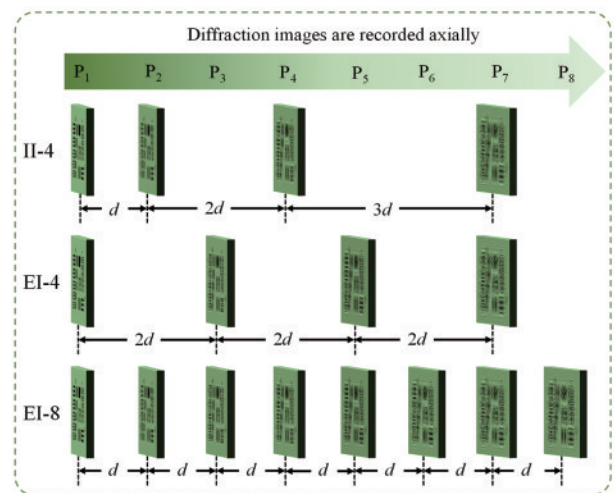 Diffraction images are recorded axially
P₁ P₂ P₃ P₄ P₅ P₆ P₇ P₈
II-4
d 2d 3d
EI-4
2d 2d 2d
EI-8
d d d d d d d